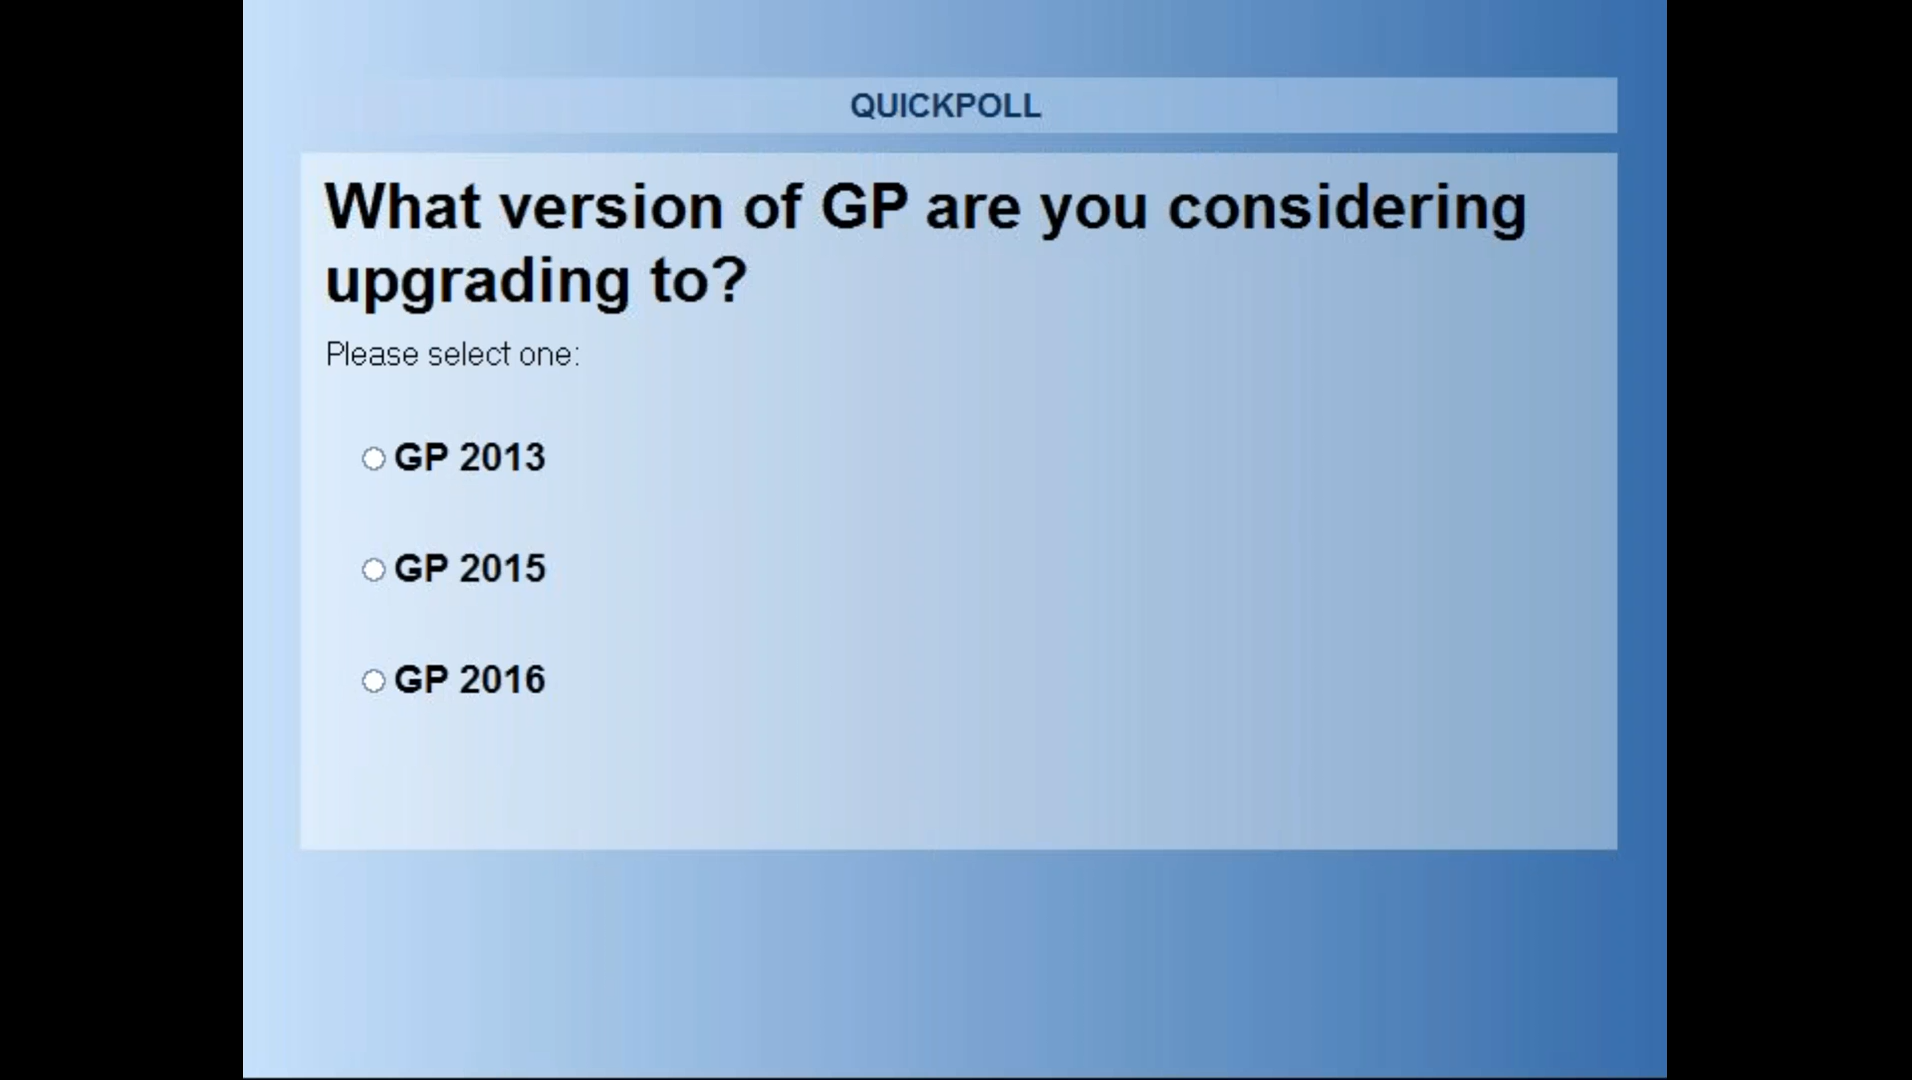 QUICKPOLL
What version of GP are you considering
upgrading to?
Please select one:
GP 2013
GP 2015
GP 2016